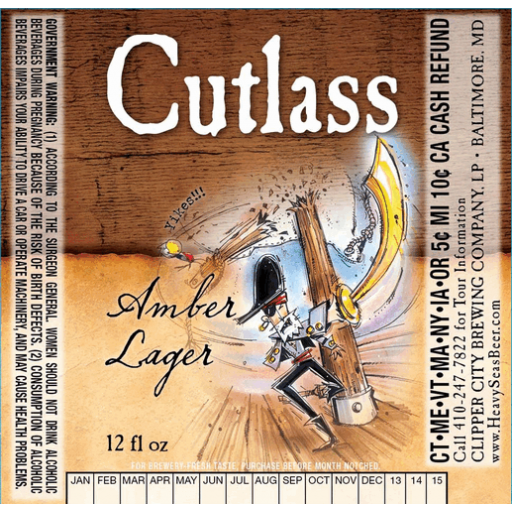 Cutlass
Yikes!!!
Amber
Lager
12 fl oz
FOR BREWERY-FRESH TASTE, PURCHASE BEFORE MONTH NOTCHED.
JAN FEB MAR APR MAY JUN JUL AUG SEP OCT NOV DEC 13 14 15
GOVERNMENT WARNING: (1) ACCORDING TO THE SURGEON GENERAL, WOMEN SHOULD NOT DRINK ALCOHOLIC
BEVERAGES DURING PREGNANCY BECAUSE OF THE RISK OF BIRTH DEFECTS. (2) CONSUMPTION OF ALCOHOLIC
BEVERAGES IMPAIRS YOUR ABILITY TO DRIVE A CAR OR OPERATE MACHINERY, AND MAY CAUSE HEALTH PROBLEMS.
CT•ME•VT•MA•NY•IA•OR 5¢ MI 10¢ CA CASH REFUND
Call 410-247-7822 for Tour Information
CLIPPER CITY BREWING COMPANY, LP • BALTIMORE, MD
www.HeavySeasBeer.com